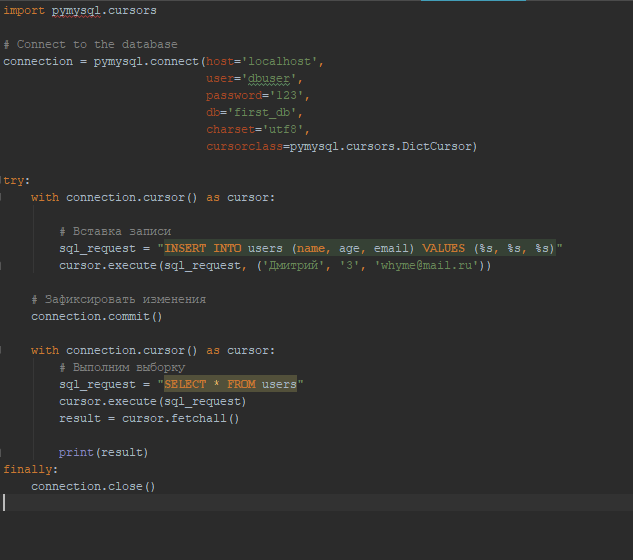 import pymysql.cursors
# Connect to the database
connection = pymysql.connect(host='localhost',
                             user='dbuser',
                             password='123',
                             db='first_db',
                             charset='utf8',
                             cursorclass=pymysql.cursors.DictCursor)
try:
    with connection.cursor() as cursor:
        # Вставка записи
        sql_request = "INSERT INTO users (name, age, email) VALUES (%s, %s, %s)"
        cursor.execute(sql_request, ('Дмитрий', '3', 'whyme@mail.ru'))
    # Зафиксировать изменения
    connection.commit()
    with connection.cursor() as cursor:
        # Выполним выборку
        sql_request = "SELECT * FROM users"
        cursor.execute(sql_request)
        result = cursor.fetchall()
        print(result)
finally:
    connection.close()